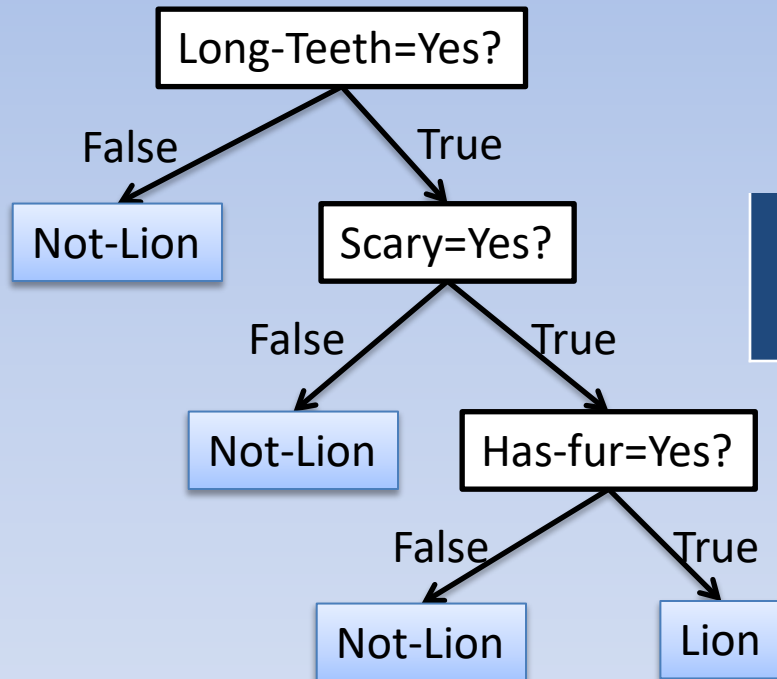 Long-Teeth=Yes?
False
True
Not-Lion
Scary=Yes?
False
True
Not-Lion
Has-fur=Yes?
False
True
Not-Lion
Lion